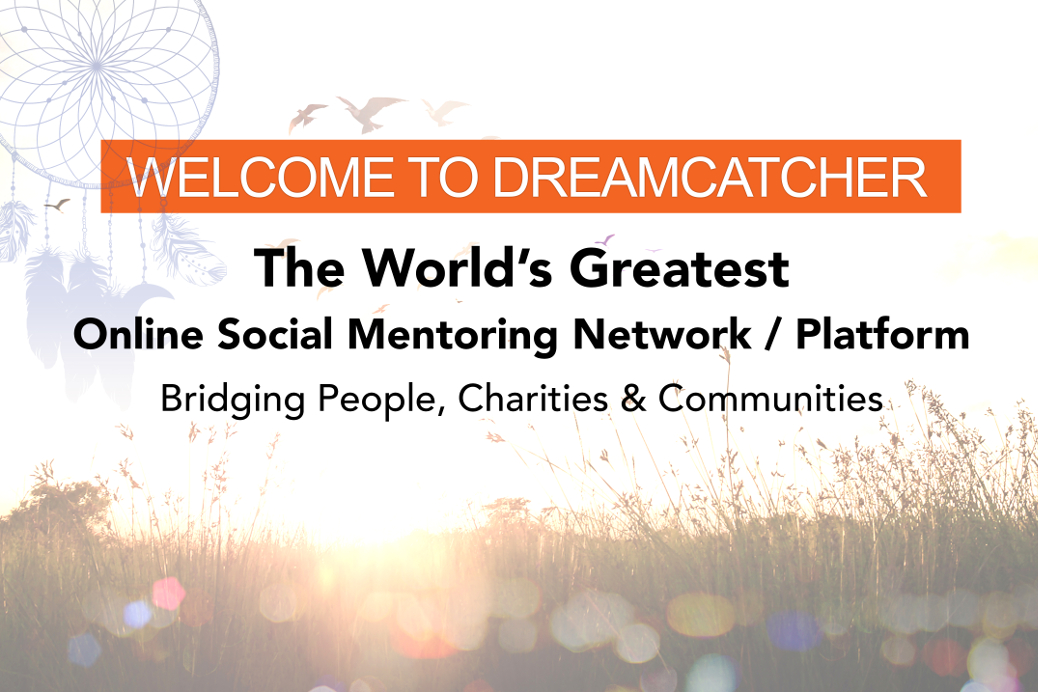 WELCOME TO DREAMCATCHER
The World’s Greatest
Online Social Mentoring Network / Platform
Bridging People, Charities & Communities